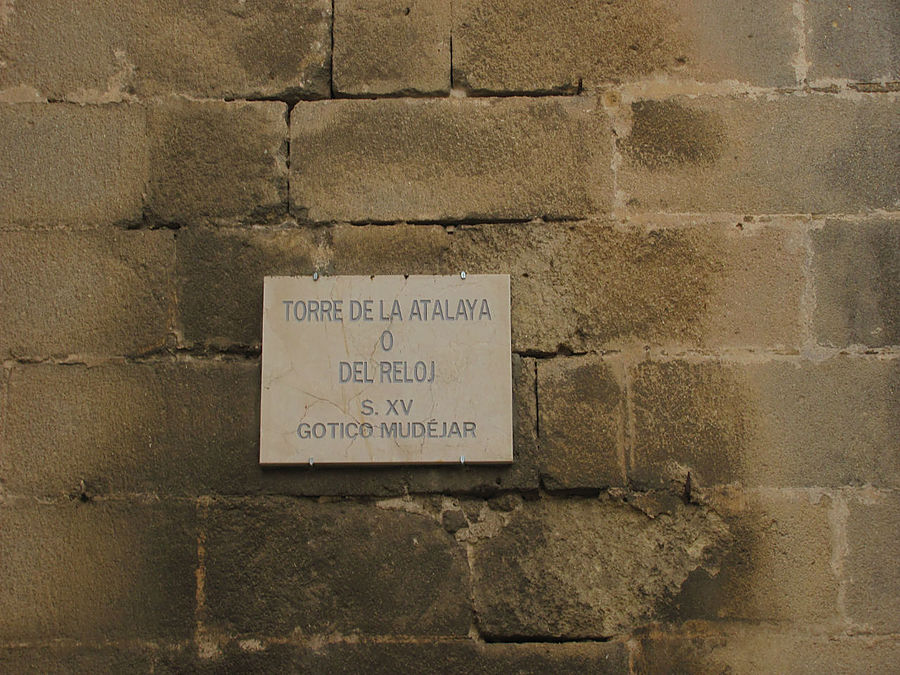 TORRE DE LA ATALAYA
O
DEL RELOJ
S. XV
GOTICO MUDÉJAR